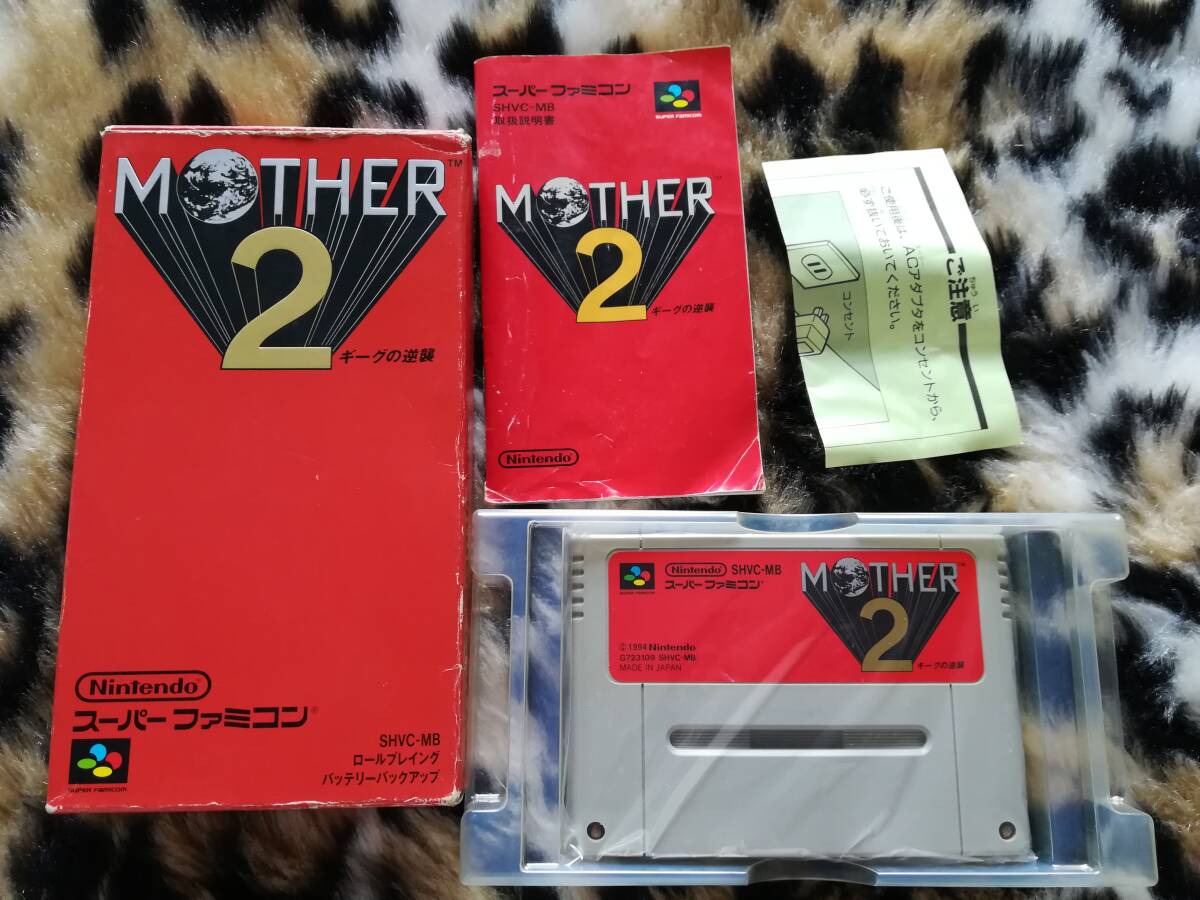 MOTHER™
2
ギーグの逆襲
Nintendo
スーパーファミコン®
SUPER FAMICOM
SHVC-MB
ロールプレイング
バッテリーバックアップ
スーパーファミコン
SHVC-MB
取扱説明書
SUPER FAMICOM
MOTHER™
2
ギーグの逆襲
Nintendo
ご注意
ちゅうい
ご使用後は、ACアダプタをコンセントから、
必ず抜いておいてください。
コンセント
Nintendo SHVC-MB
スーパーファミコン®
SUPER FAMICOM
MOTHER™
2
ギーグの逆襲
©1994 Nintendo
G723109 SHVC-MB
MADE IN JAPAN